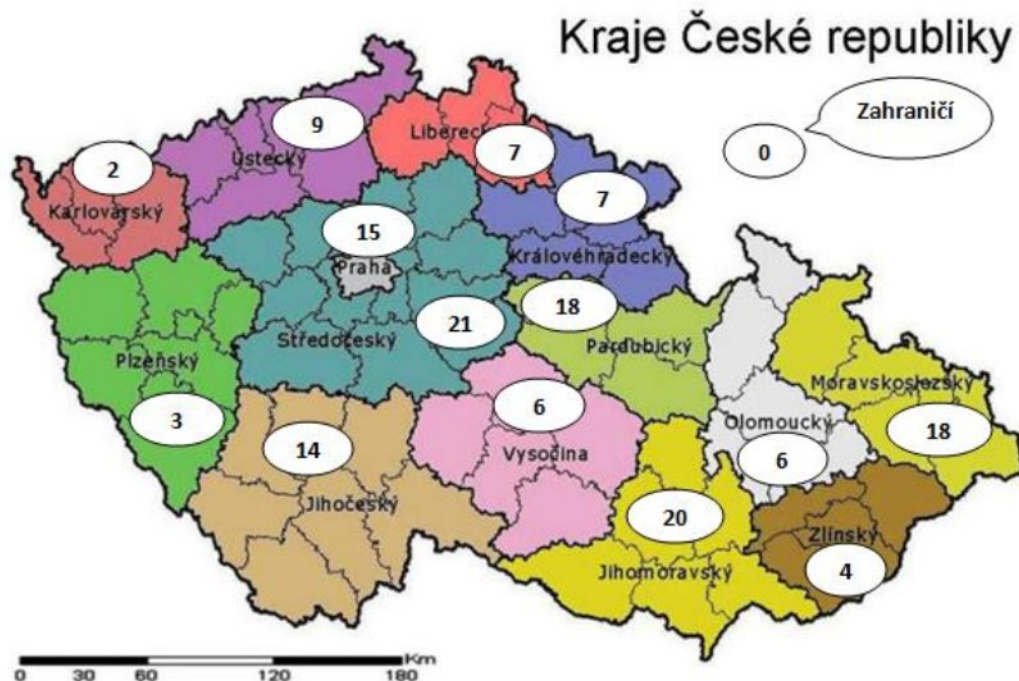 Kraje České republiky
Zahraničí
0
9
Ústecký
Liberec
7
2
Karlovarský
7
Královéhradecký
15
Praha
21
Středočeský
18
Pardubický
Plzeňský
3
6
Vysočina
Moravskoslezský
18
Olomoucký
6
14
Jihočeský
20
Jihomoravský
Zlínský
4
Km
0 30 60 120 180